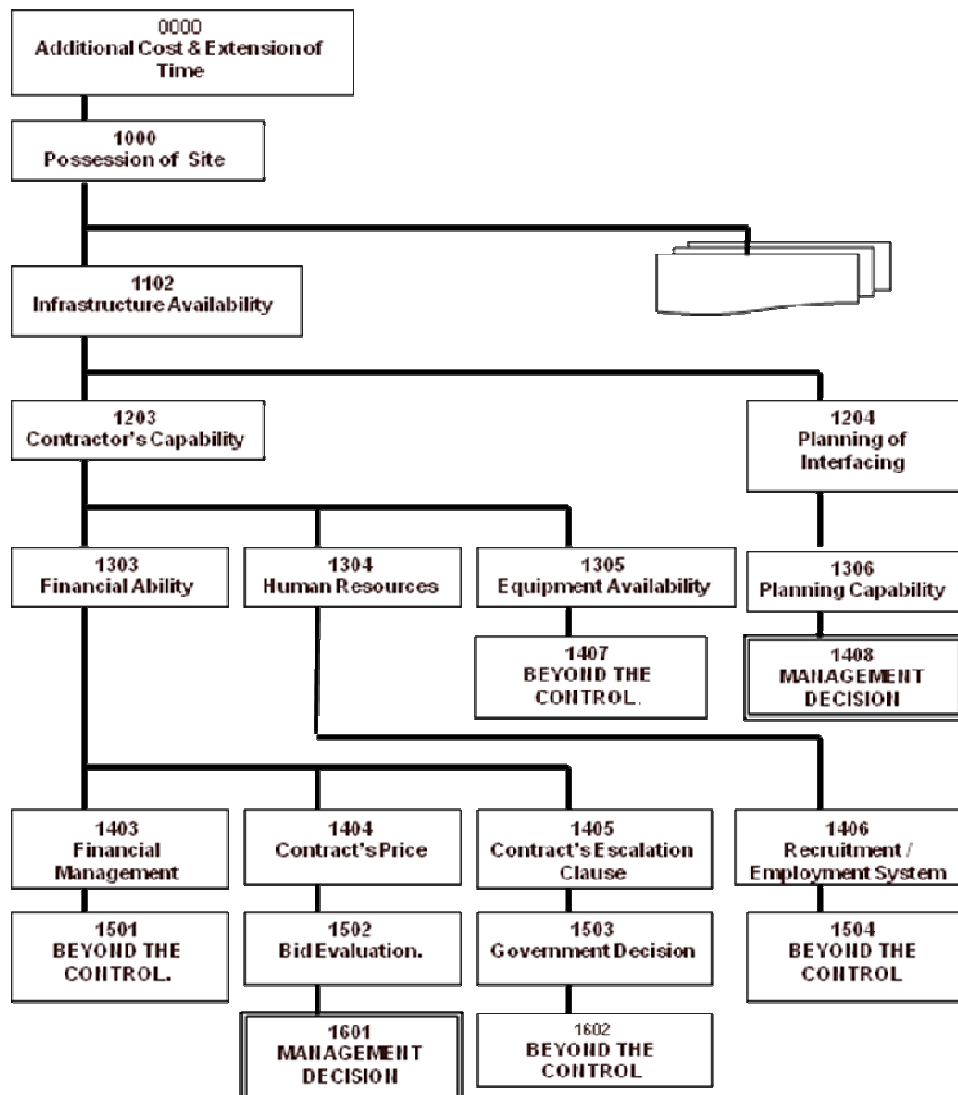 0000
Additional Cost & Extension of
Time
1000
Possession of Site
1102
Infrastructure Availability
1203
Contractor's Capability
1204
Planning of
Interfacing
1303
Financial Ability
1304
Human Resources
1305
Equipment Availability
1306
Planning Capability
1407
BEYOND THE
CONTROL.
1408
MANAGEMENT
DECISION
1403
Financial
Management
1404
Contract's Price
1405
Contract's Escalation
Clause
1406
Recruitment /
Employment System
1501
BEYOND THE
CONTROL.
1502
Bid Evaluation.
1503
Government Decision
1504
BEYOND THE
CONTROL
1601
MANAGEMENT
DECISION
1602
BEYOND THE
CONTROL